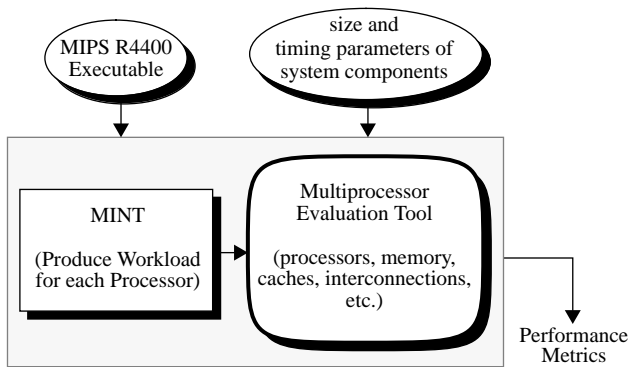 MIPS R4400
Executable
size and
timing parameters of
system components
MINT
(Produce Workload
for each Processor)
Multiprocessor
Evaluation Tool
(processors, memory,
caches, interconnections,
etc.)
Performance
Metrics